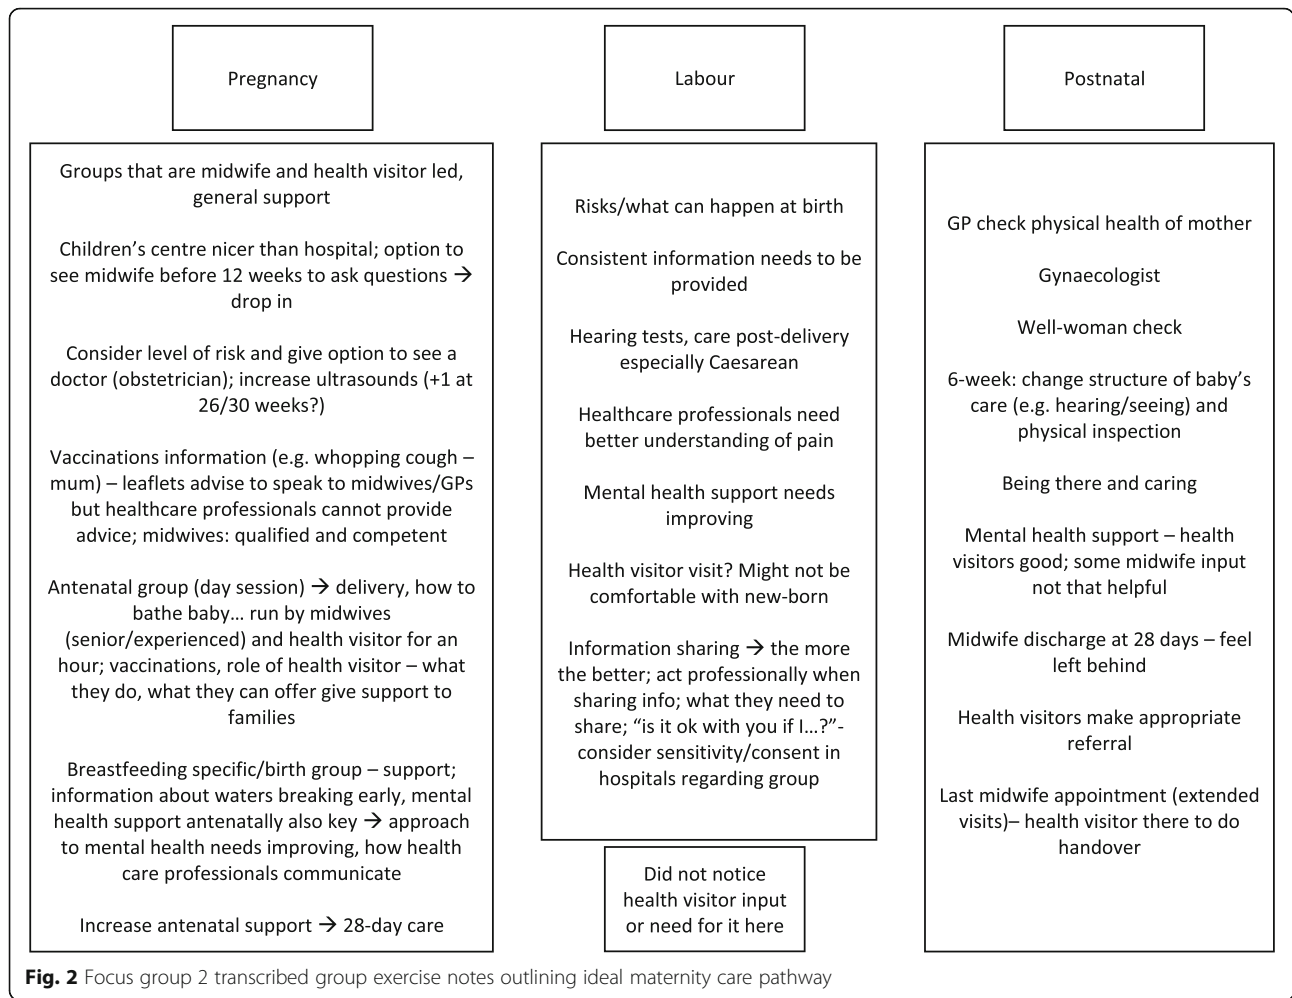 Pregnancy
Groups that are midwife and health visitor led,
general support
Children's centre nicer than hospital; option to
see midwife before 12 weeks to ask questions →
drop in
Consider level of risk and give option to see a
doctor (obstetrician); increase ultrasounds (+1 at
26/30 weeks?)
Vaccinations information (e.g. whopping cough –
mum) – leaflets advise to speak to midwives/GPs
but healthcare professionals cannot provide
advice; midwives: qualified and competent
Antenatal group (day session) → delivery, how to
bathe baby... run by midwives
(senior/experienced) and health visitor for an
hour; vaccinations, role of health visitor – what
they do, what they can offer give support to
families
Breastfeeding specific/birth group – support;
information about waters breaking early, mental
health support antenatally also key → approach
to mental health needs improving, how health
care professionals communicate
Increase antenatal support → 28-day care
Labour
Risks/what can happen at birth
Consistent information needs to be
provided
Hearing tests, care post-delivery
especially Caesarean
Healthcare professionals need
better understanding of pain
Mental health support needs
improving
Health visitor visit? Might not be
comfortable with new-born
Information sharing → the more
the better; act professionally when
sharing info; what they need to
share; "is it ok with you if I...?"-
consider sensitivity/consent in
hospitals regarding group
Did not notice
health visitor input
or need for it here
Postnatal
GP check physical health of mother
Gynaecologist
Well-woman check
6-week: change structure of baby's
care (e.g. hearing/seeing) and
physical inspection
Being there and caring
Mental health support – health
visitors good; some midwife input
not that helpful
Midwife discharge at 28 days – feel
left behind
Health visitors make appropriate
referral
Last midwife appointment (extended
visits)– health visitor there to do
handover
Fig. 2 Focus group 2 transcribed group exercise notes outlining ideal maternity care pathway